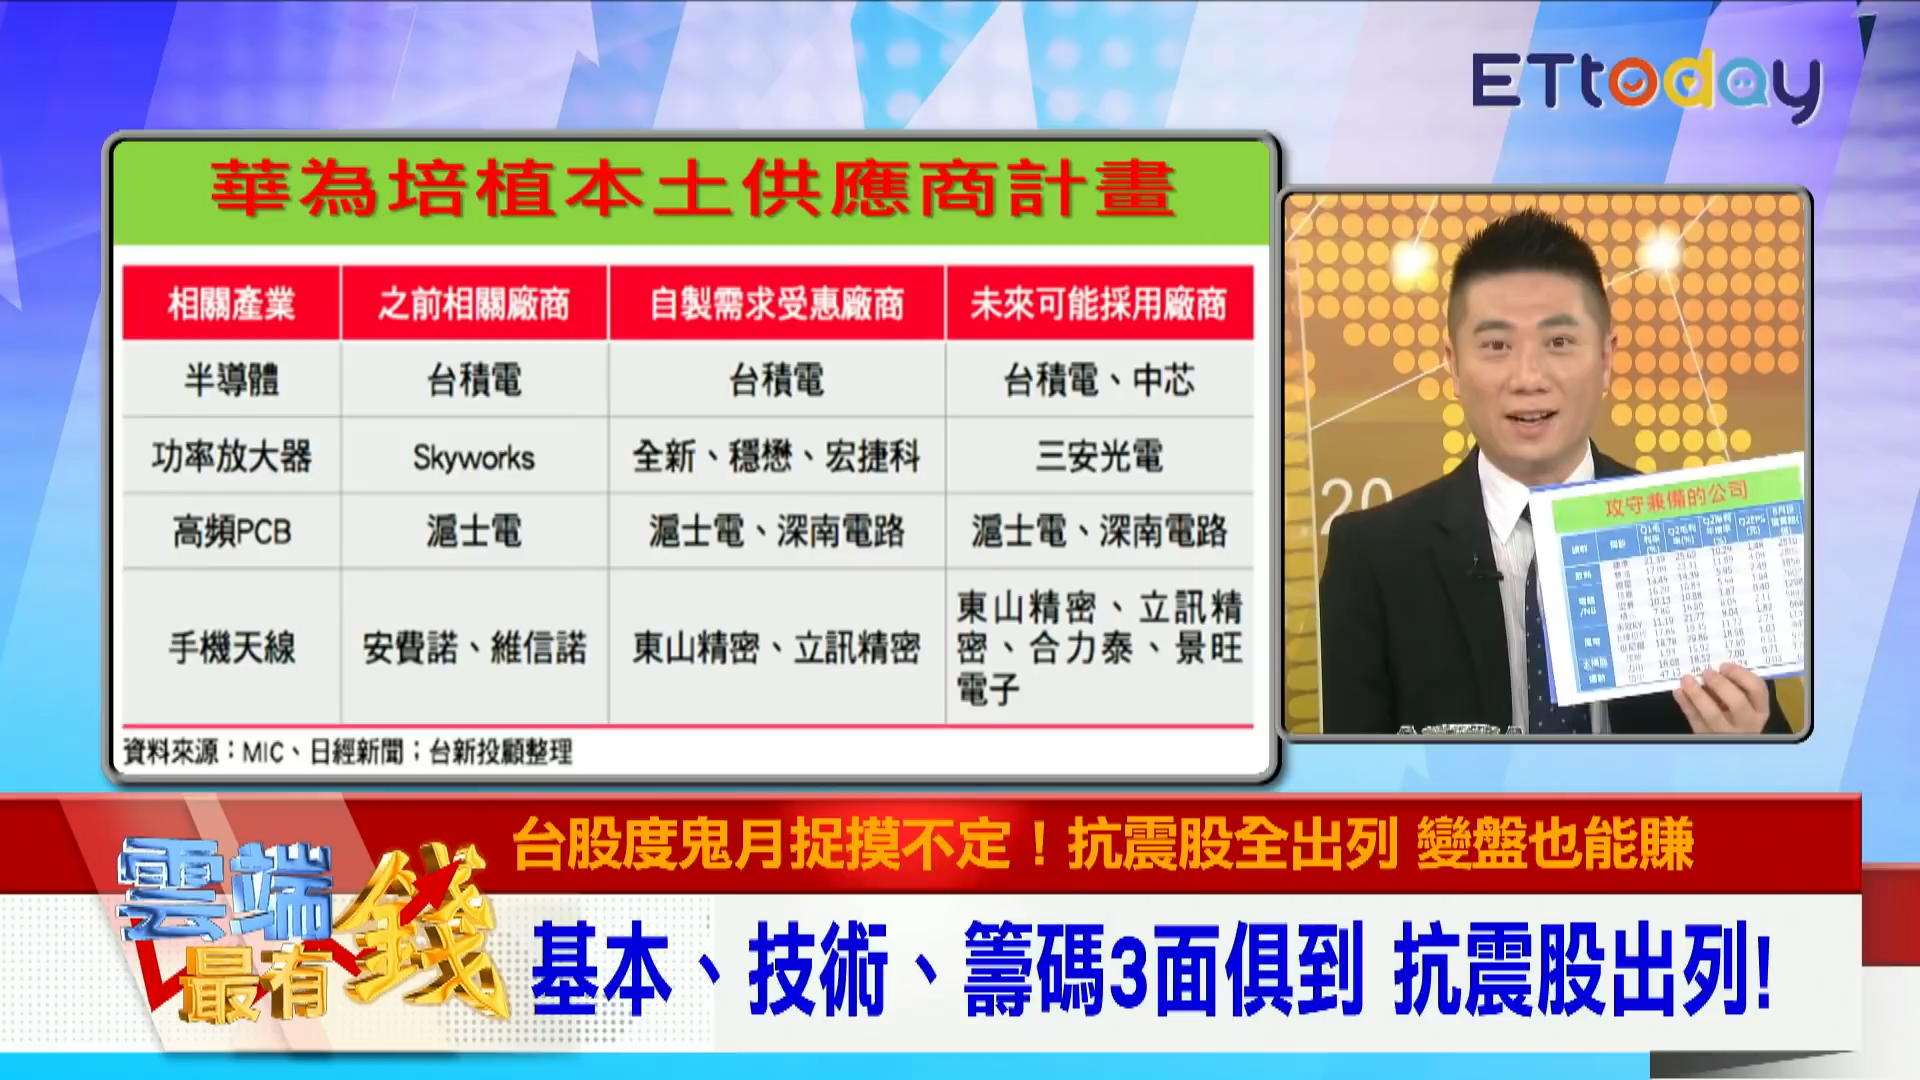 ETtoday
華為培植本土供應商計畫
相關產業 之前相關廠商 自製需求受惠廠商 未來可能採用廠商
半導體 台積電 台積電 台積電、中芯
功率放大器 Skyworks 全新、穩懋、宏捷科 三安光電
高頻PCB 滬士電 滬士電、深南電路 滬士電、深南電路
手機天線 安費諾、維信諾 東山精密、立訊精密 東山精密、立訊精
密、合力泰、景旺
電子
資料來源：MIC、日經新聞；台新投顧整理
20
攻守兼備的公司
雲端最有錢
台股度鬼月捉摸不定！抗震股全出列 變盤也能賺
基本、技術、籌碼3面俱到 抗震股出列!